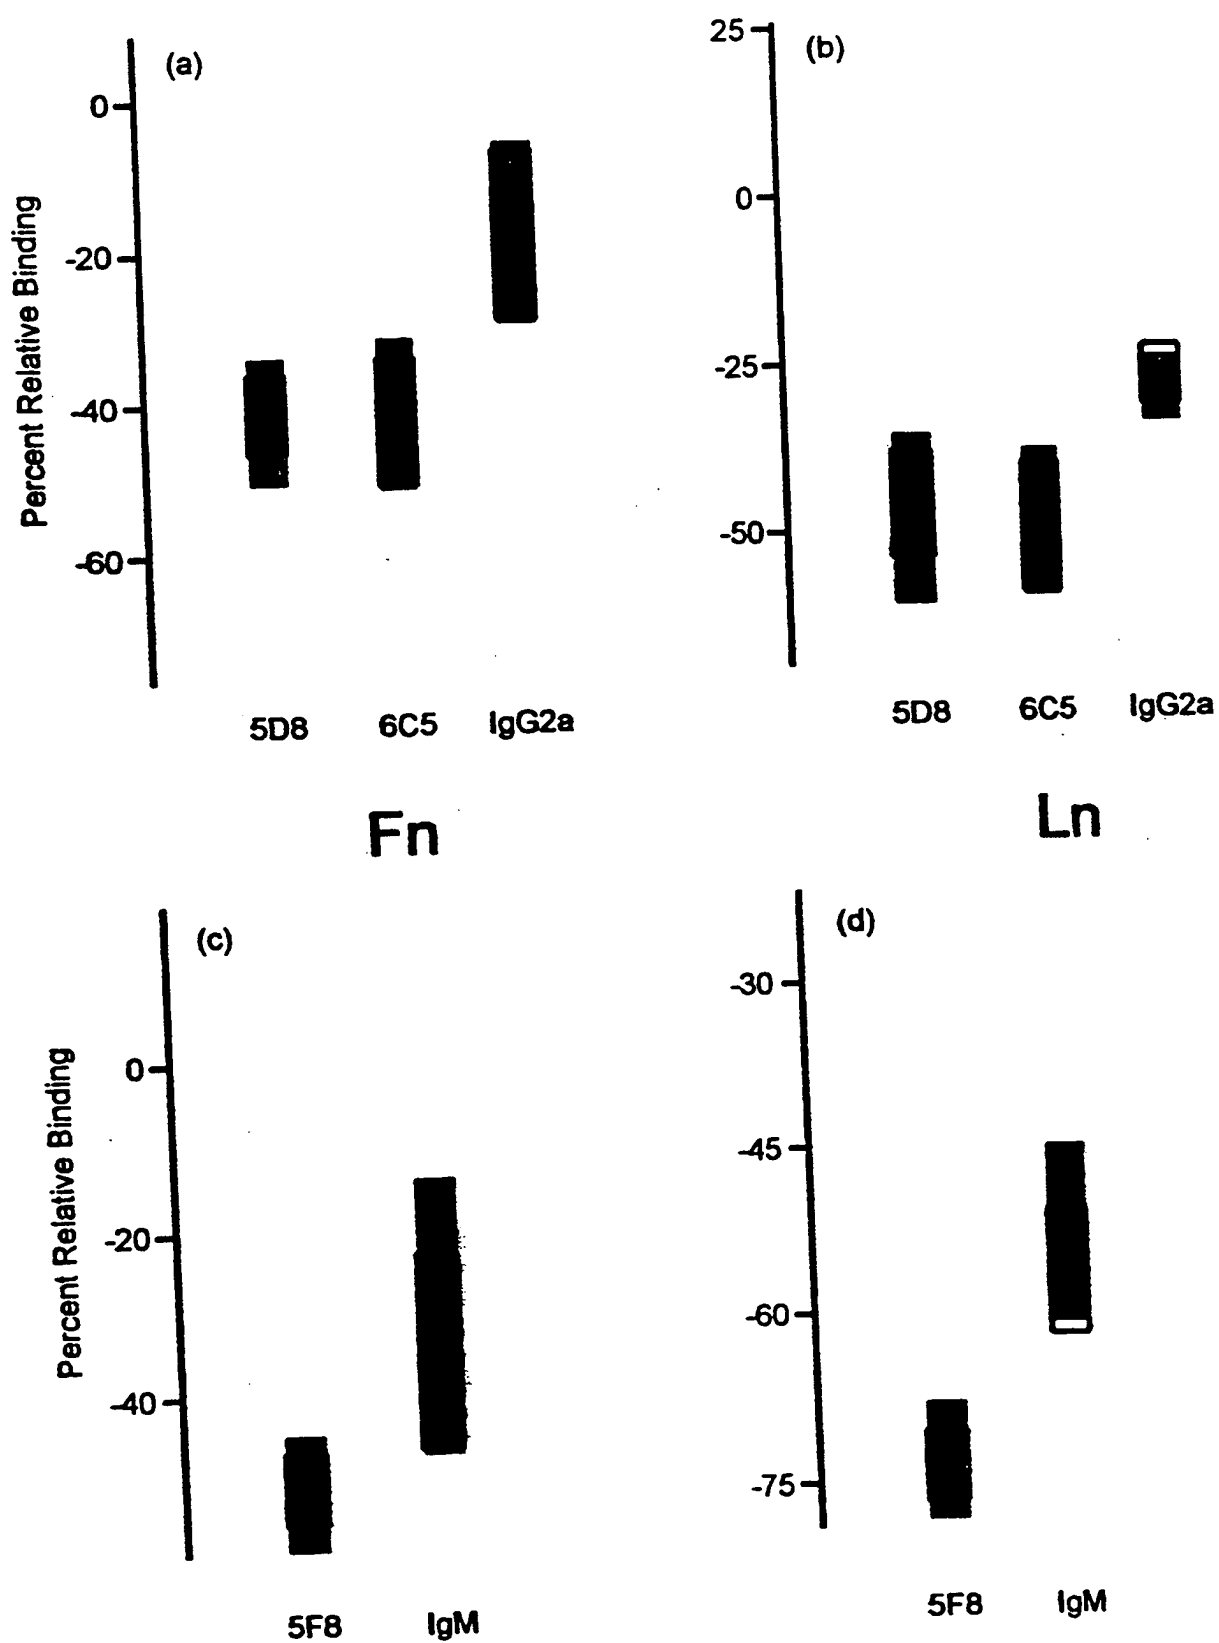 (a)
0
-20
-40
-60
Percent Relative Binding
5D8 6C5 IgG2a
Fn
(b)
25
0
-25
-50
5D8 6C5 IgG2a
Ln
(c)
0
-20
-40
Percent Relative Binding
5F8 IgM
(d)
-30
-45
-60
-75
5F8 IgM